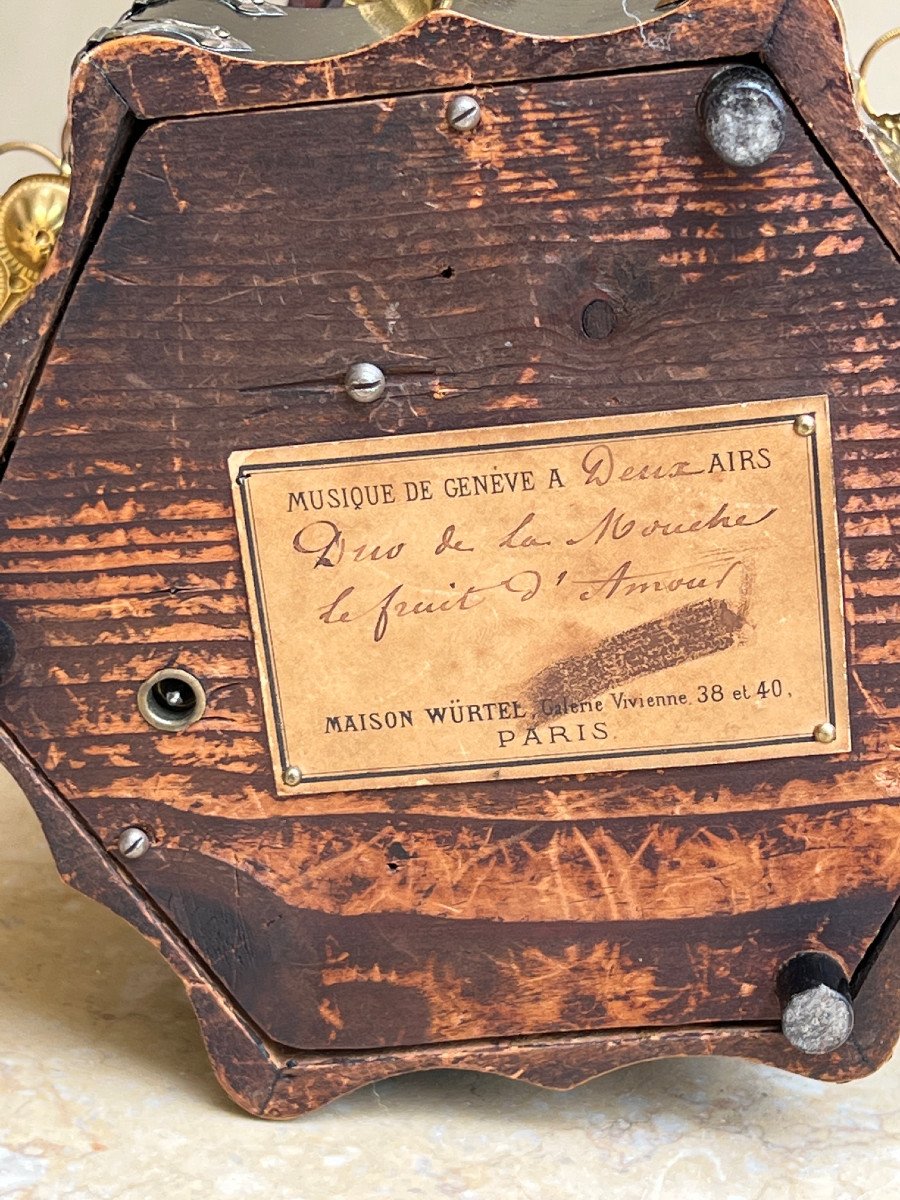 MUSIQUE DE GENÈVE A Deux AIRS
Duo de la Mouche
le fruit d'Amour
MAISON WÜRTEL, Galerie Vivienne. 38 et 40,
PARIS.